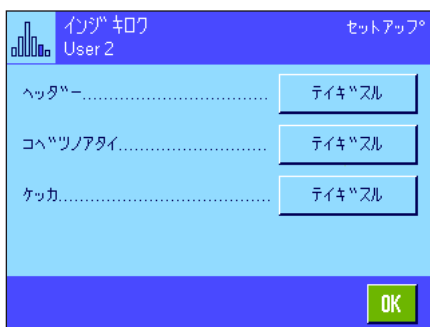 インジ゛キロク セットアップ゜
User 2
ヘッダ゛ー................................ テイギ゛スル
コベ゛ツノアタイ............................ テイギ゛スル
ケッカ...................................... テイギ゛スル
OK